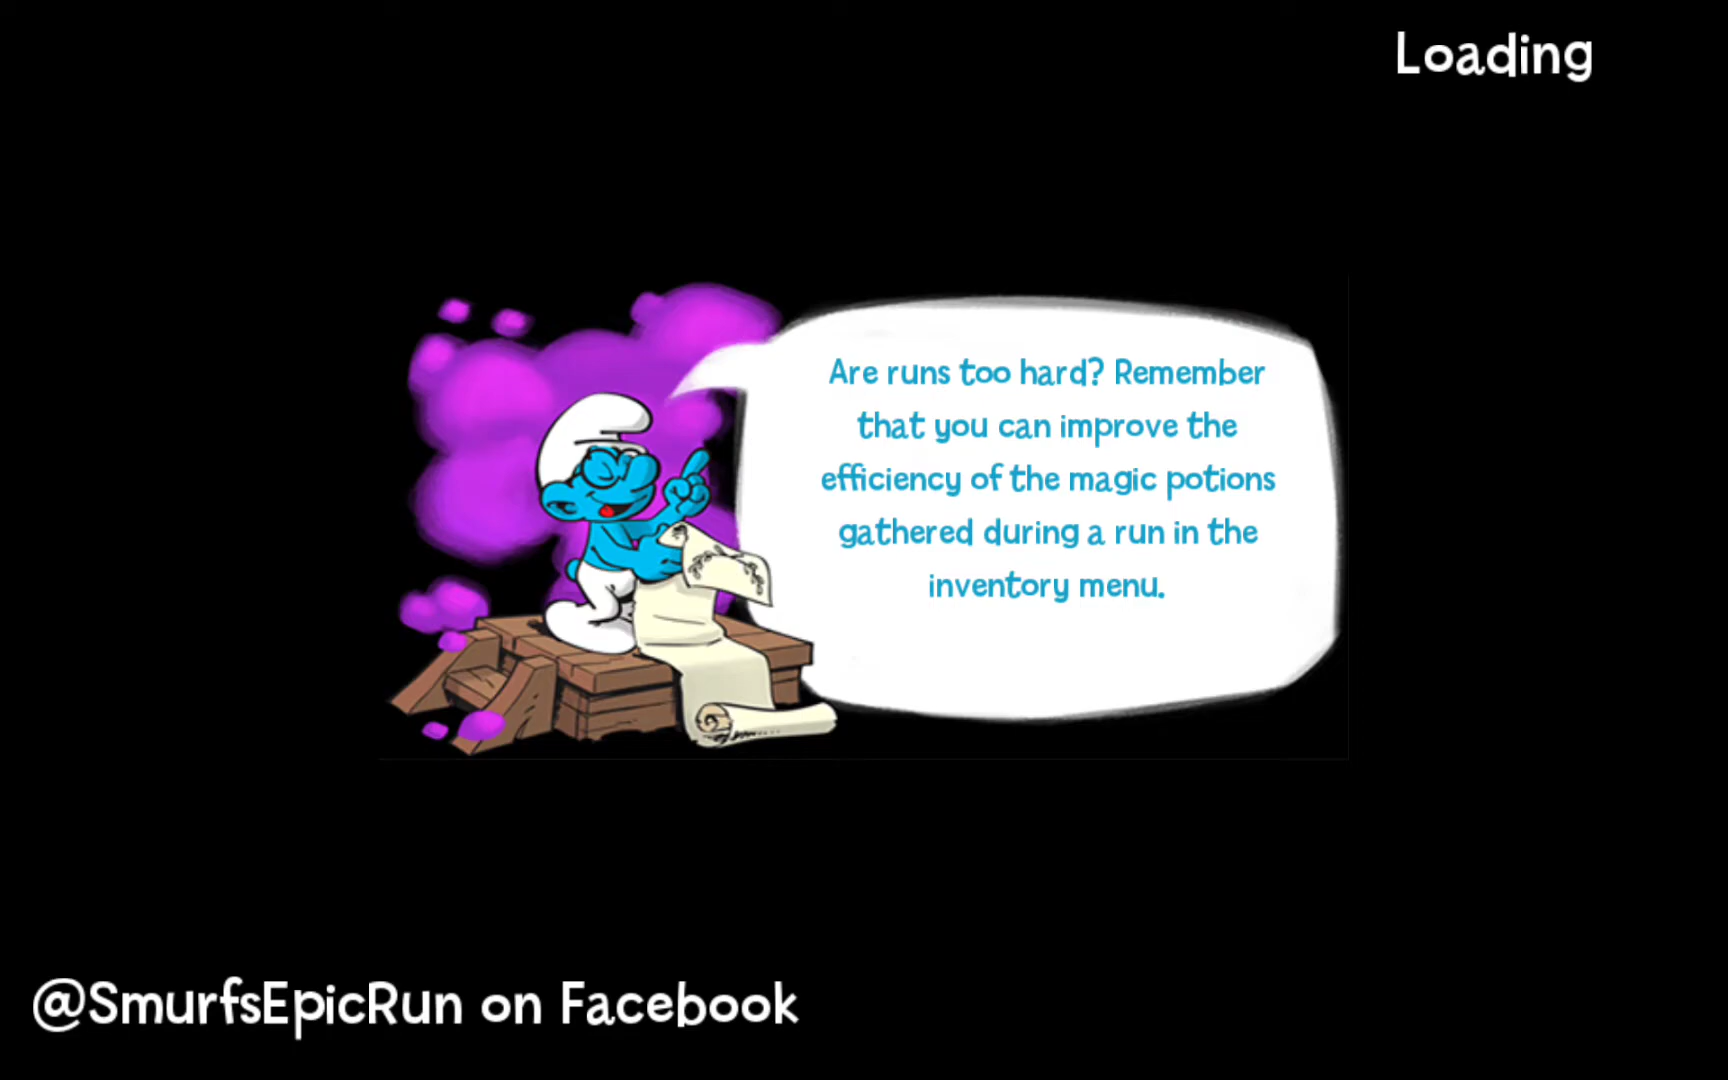 Loading
Are runs too hard? Remember
that you can improve the
efficiency of the magic potions
gathered during a run in the
inventory menu.
@SmurfsEpicRun on Facebook